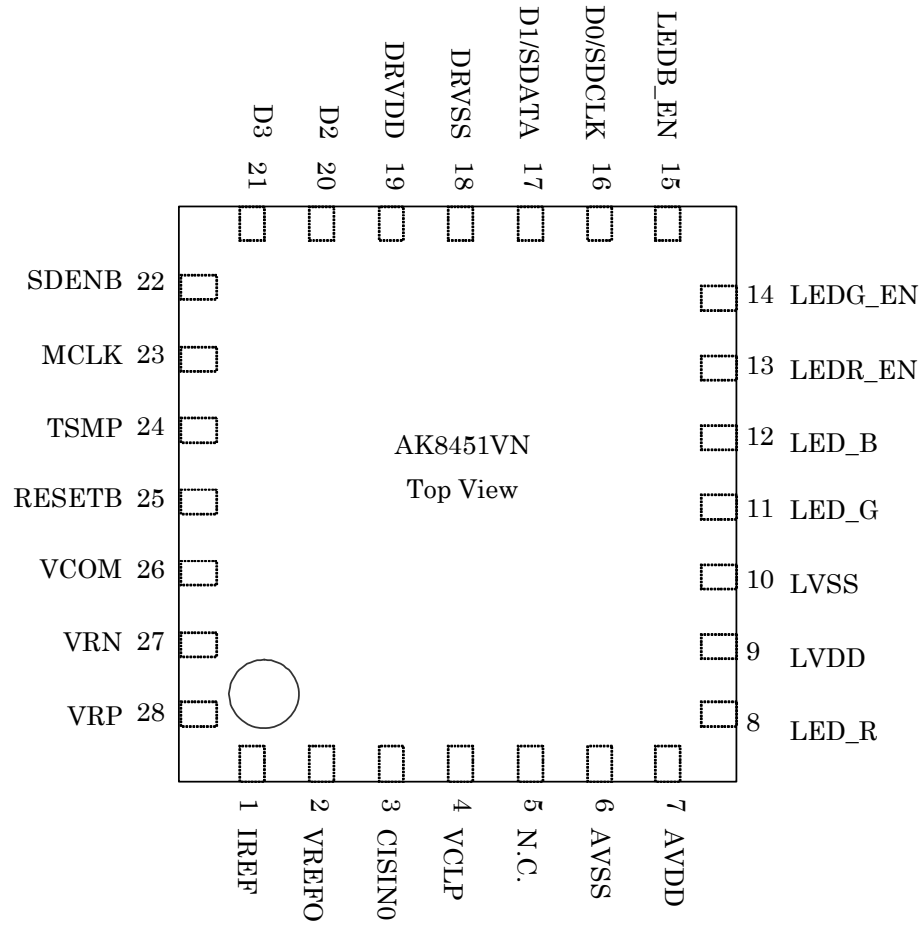 D3 21
D2 20
DRVDD 19
DRVSS 18
D1/SDATA 17
D0/SDCLK 16
LEDB_EN 15
SDENB 22
MCLK 23
TSMP 24
RESETB 25
VCOM 26
VRN 27
VRP 28
AK8451VN
Top View
14 LEDG_EN
13 LEDR_EN
12 LED_B
11 LED_G
10 LVSS
9 LVDD
8 LED_R
1 IREF
2 VREFO
3 CISIN0
4 VCLP
5 N.C.
6 AVSS
7 AVDD